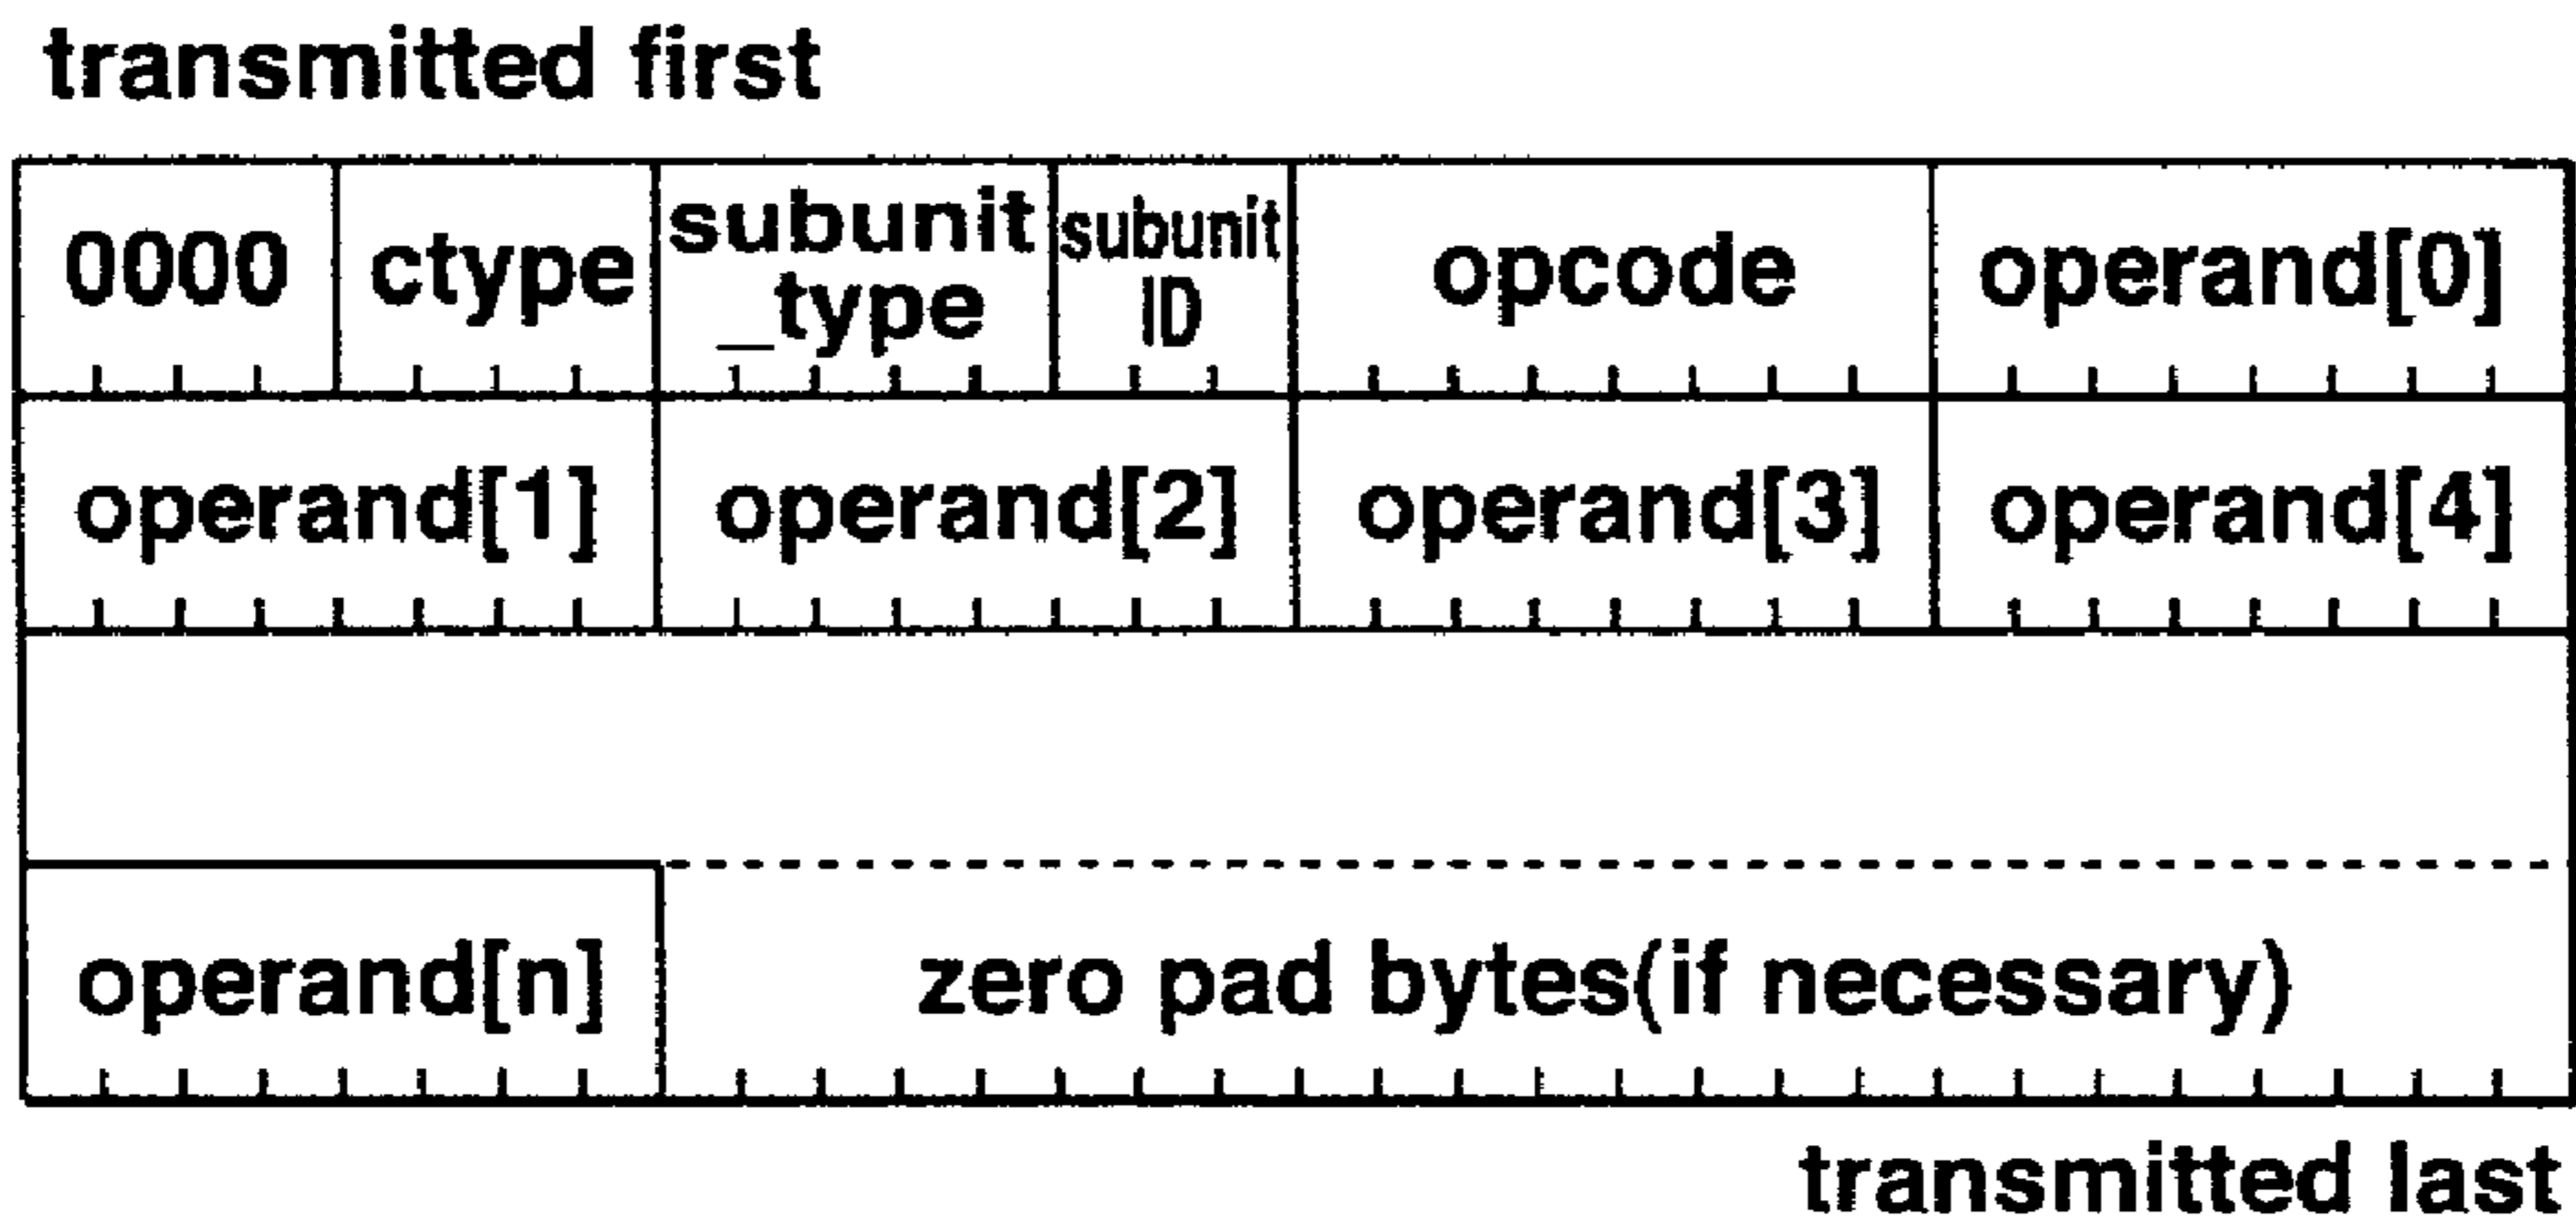 transmitted first
0000 ctype subunit _type subunit ID opcode operand[0]
operand[1] operand[2] operand[3] operand[4]
operand[n] zero pad bytes(if necessary)
transmitted last